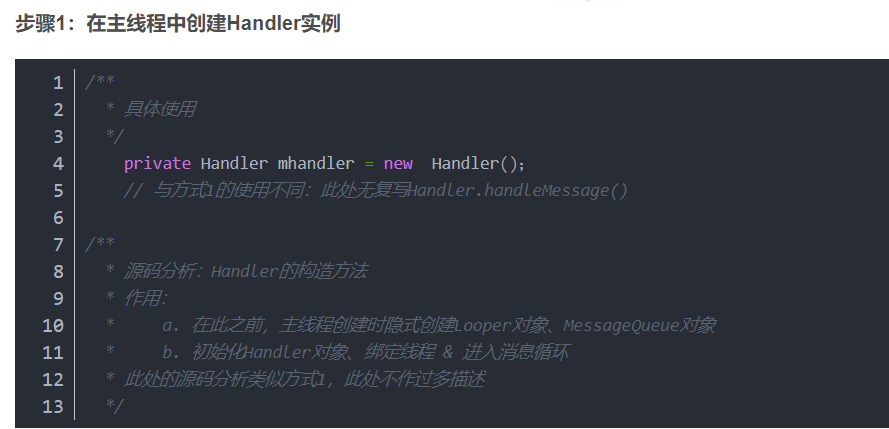 步骤1：在主线程中创建Handler实例
1 /**
2 * 具体使用
3 */
4 private Handler mhandler = new  Handler();
5 // 与方式1的使用不同：此处无复写Handler.handleMessage()
6
7 /**
8 * 源码分析：Handler的构造方法
9 * 作用：
10 *     a. 在此之前，主线程创建时隐式创建Looper对象、MessageQueue对象
11 *     b. 初始化Handler对象、绑定线程 & 进入消息循环
12 * 此处的源码分析类似方式1，此处不作过多描述
13 */